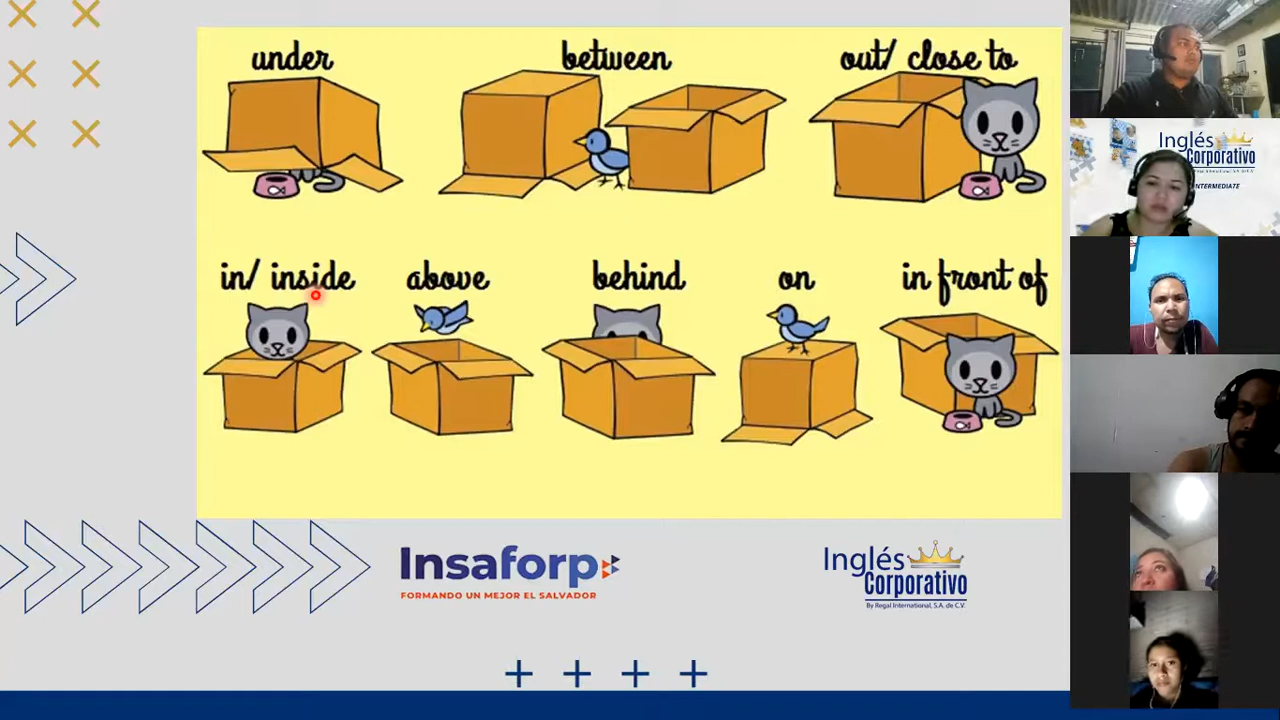 under between out/ close to
in/ inside above behind on in front of
Insaforp
FORMANDO UN MEJOR EL SALVADOR
Inglés
Corporativo
By Regal International, S.A. de C.V.
Inglés
Corporativo